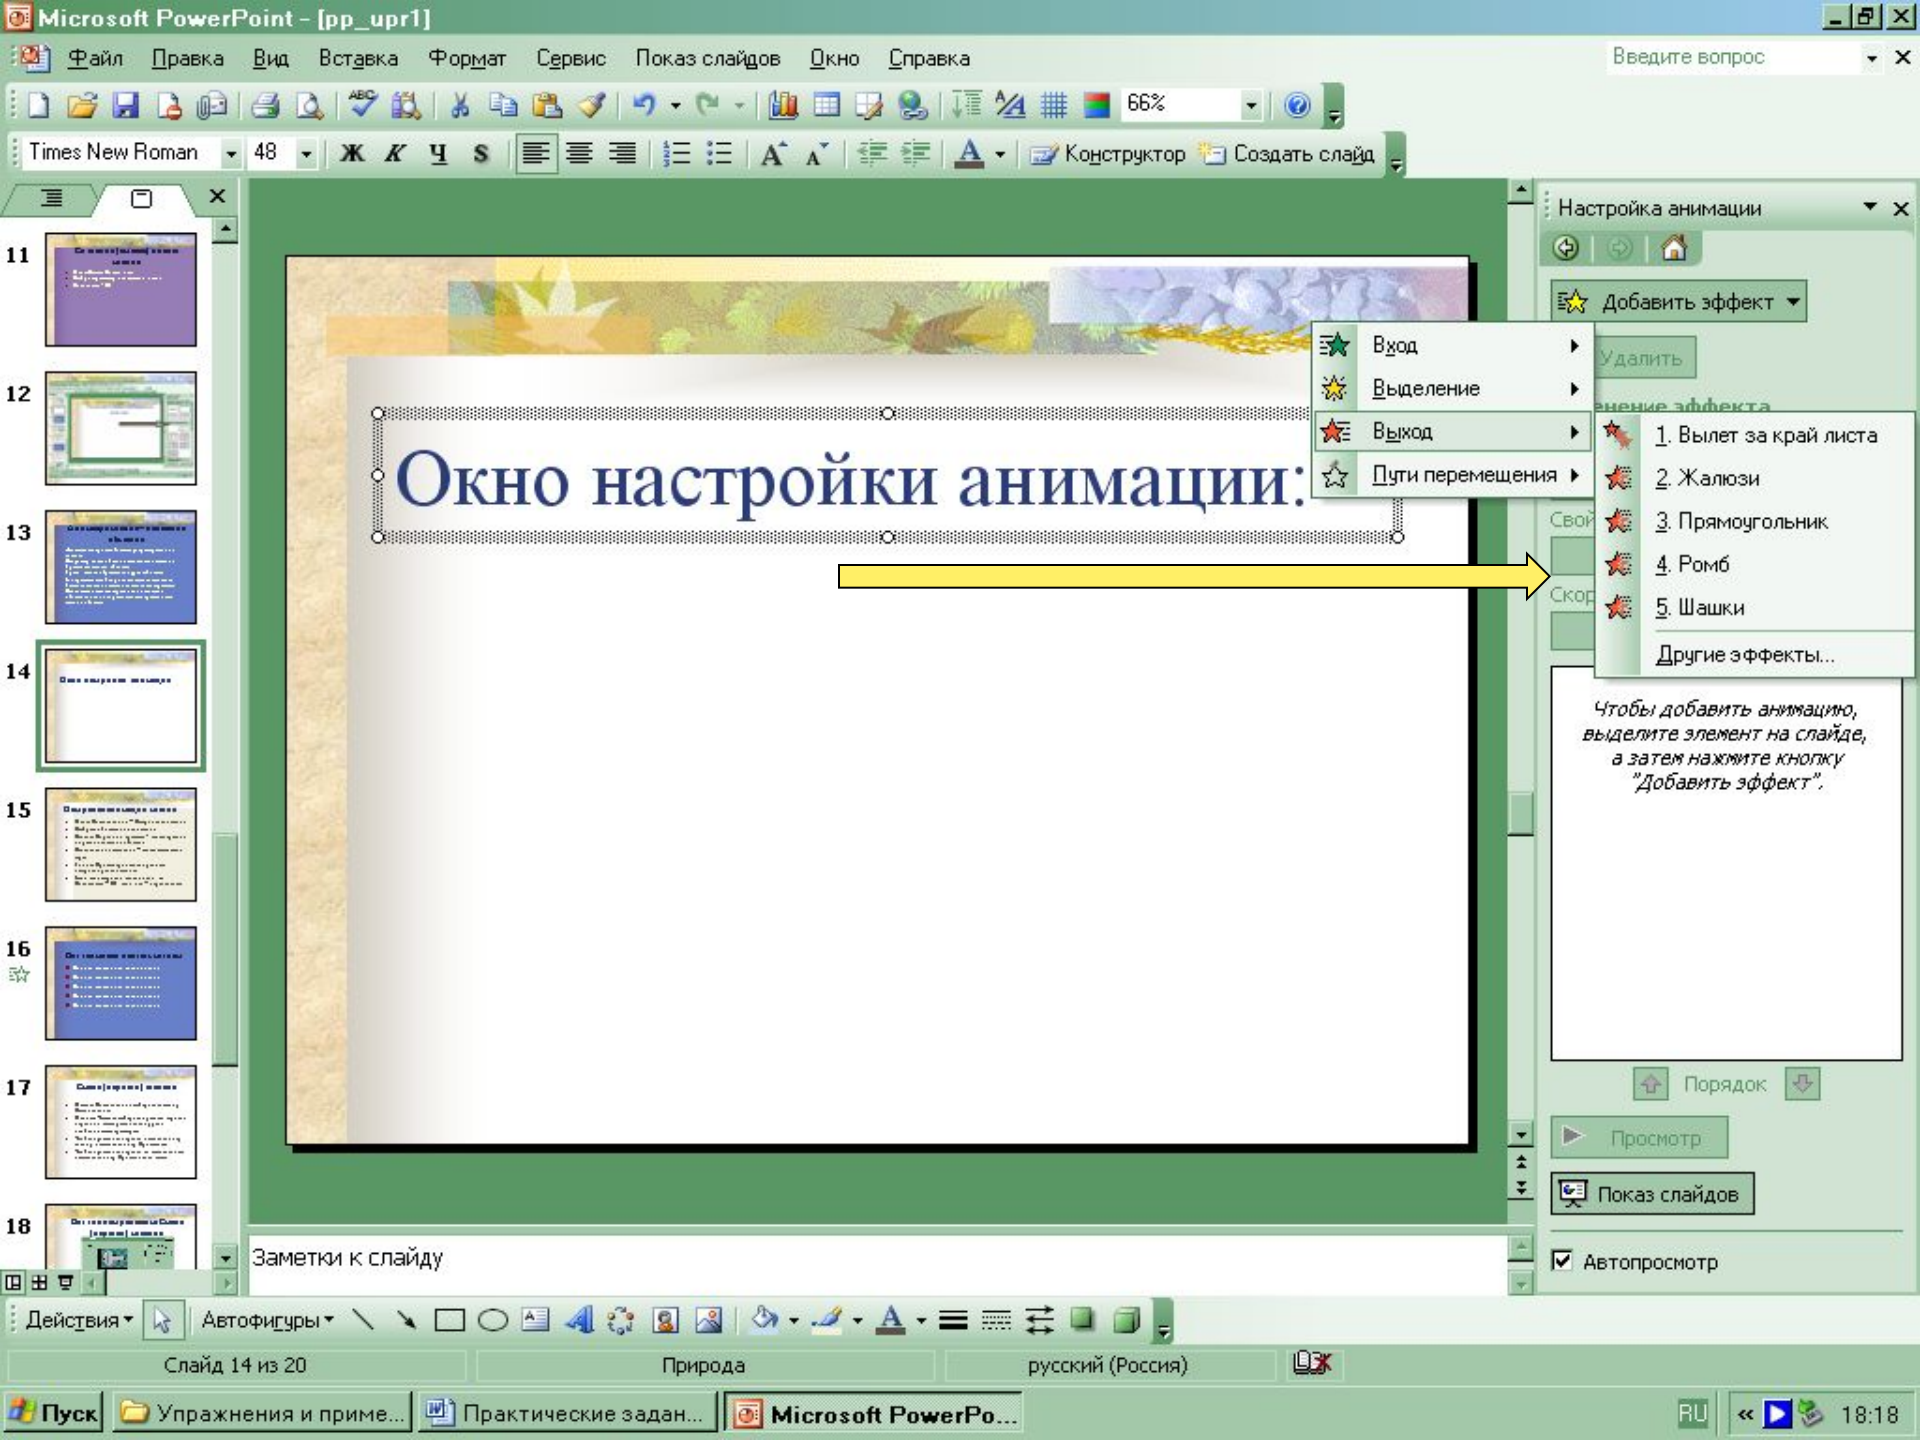 Microsoft PowerPoint - [pp_upr1]
Файл Правка Вид Вставка Формат Сервис Показ слайдов Окно Справка Введите вопрос
66%
Times New Roman 48 Ж К Ч S Конструктор Создать слайд
Настройка анимации
Добавить эффект
Удалить
Вход
Выделение
Выход
Пути перемещения
1. Вылет за край листа
2. Жалюзи
3. Прямоугольник
4. Ромб
5. Шашки
Другие эффекты...
Чтобы добавить анимацию,
выделите элемент на слайде,
а затем нажмите кнопку
"Добавить эффект".
Порядок
Просмотр
Показ слайдов
Автопросмотр
11
12
13
14
15
16
17
18
Окно настройки анимации:
Заметки к слайду
Действия Автофигуры
Слайд 14 из 20 Природа русский (Россия)
Пуск Упражнения и приме... Практические задан... Microsoft PowerPo... RU « 18:18